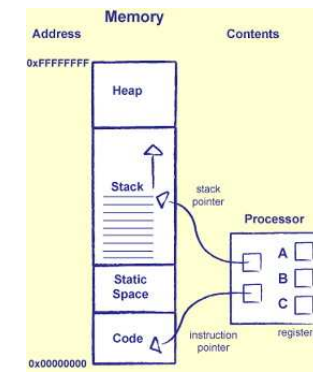 Memory
Address
Contents
0xFFFFFFFF
Heap
Stack
stack
pointer
Processor
A
B
C
Static
Space
Code
instruction
pointer
register
0x00000000